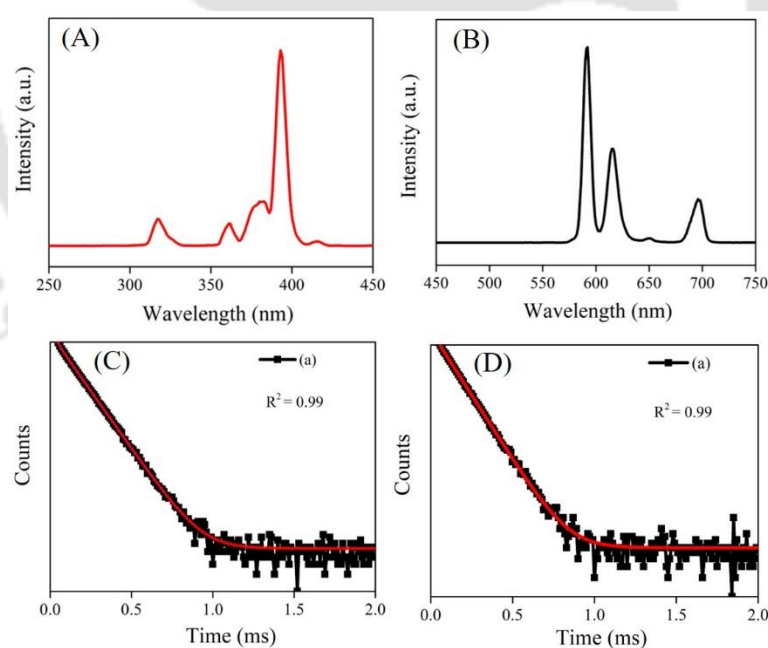 (A)
Intensity (a.u.)
250 300 350 400 450
Wavelength (nm)
(B)
Intensity (a.u.)
450 500 550 600 650 700 750
Wavelength (nm)
(C)
(a)
R² = 0.99
Counts
0.0 0.5 1.0 1.5 2.0
Time (ms)
(D)
(a)
R² = 0.99
Counts
0.0 0.5 1.0 1.5 2.0
Time (ms)